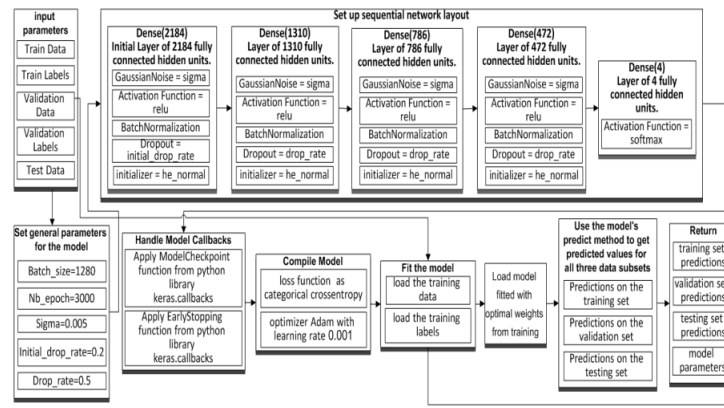 input
parameters
Train Data
Train Labels
Validation
Data
Validation
Labels
Test Data
Set up sequential network layout
Dense(2184)
Initial Layer of 2184 fully
connected hidden units.
GaussianNoise = sigma
Activation Function =
relu
BatchNormalization
Dropout =
initial_drop_rate
initializer = he_normal
Dense(1310)
Layer of 1310 fully
connected hidden units.
GaussianNoise = sigma
Activation Function =
relu
BatchNormalization
Dropout = drop_rate
initializer = he_normal
Dense(786)
Layer of 786 fully
connected hidden units.
GaussianNoise = sigma
Activation Function =
relu
BatchNormalization
Dropout = drop_rate
initializer = he_normal
Dense(472)
Layer of 472 fully
connected hidden units.
GaussianNoise = sigma
Activation Function =
relu
BatchNormalization
Dropout = drop_rate
initializer = he_normal
Dense(4)
Layer of 4 fully
connected hidden
units.
Activation Function =
softmax
Set general parameters
for the model
Batch_size=1280
Nb_epoch=3000
Sigma=0.005
Initial_drop_rate=0.2
Drop_rate=0.5
Handle Model Callbacks
Apply ModelCheckpoint
function from python
library
keras.callbacks
Apply EarlyStopping
function from python
library
keras.callbacks
Compile Model
loss function as
categorical crossentropy
optimizer Adam with
learning rate 0.001
Fit the model
load the training
data
load the training
labels
Load model
fitted with
optimal weights
from training
Use the model's
predict method to get
predicted values for
all three data subsets
Predictions on the
training set
Predictions on the
validation set
Predictions on the
testing set
Return
training set
predictions
validation se
predictions
testing set
predictions
model
parameters